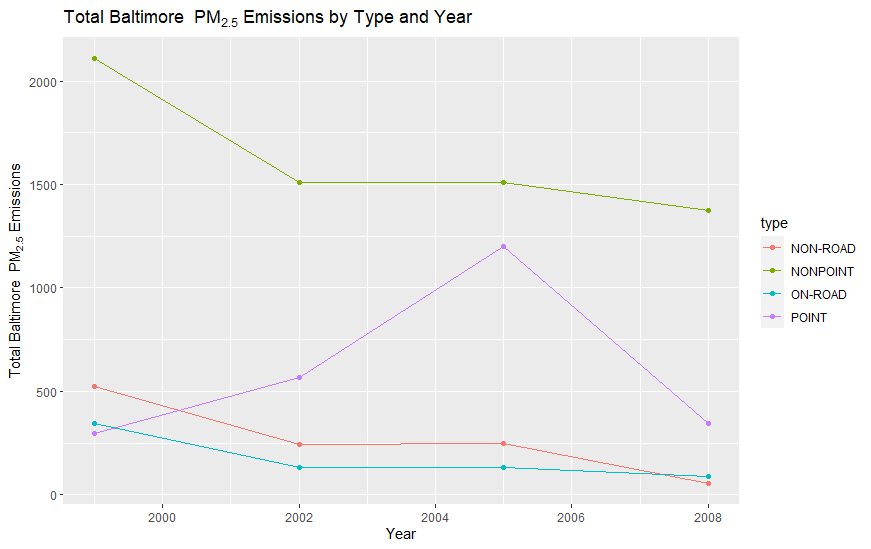 Total Baltimore  PM2.5 Emissions by Type and Year
Total Baltimore  PM2.5 Emissions
2000
1500
1000
500
0
2000
2002
2004
2006
2008
Year
type
NON-ROAD
NONPOINT
ON-ROAD
POINT